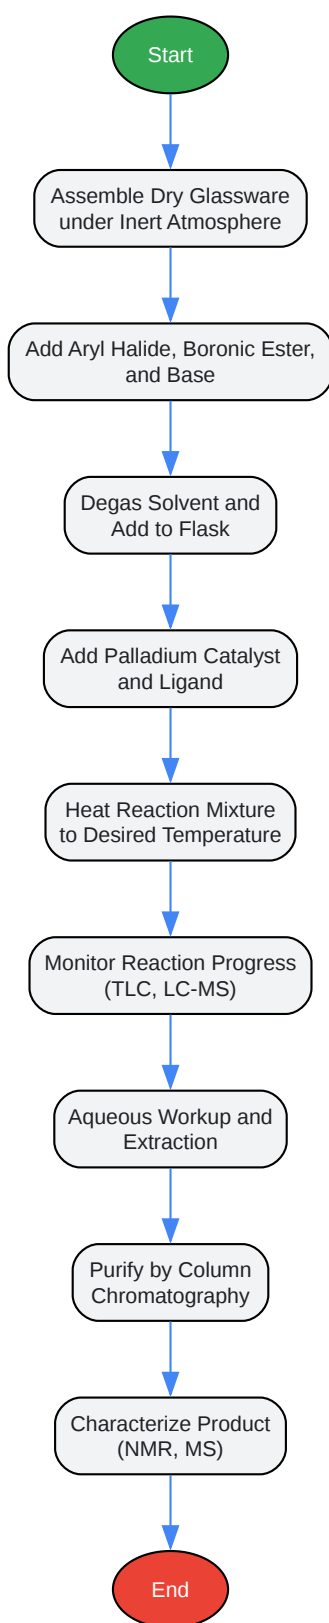 Start
Assemble Dry Glassware
under Inert Atmosphere
Add Aryl Halide, Boronic Ester,
and Base
Degas Solvent and
Add to Flask
Add Palladium Catalyst
and Ligand
Heat Reaction Mixture
to Desired Temperature
Monitor Reaction Progress
(TLC, LC-MS)
Aqueous Workup and
Extraction
Purify by Column
Chromatography
Characterize Product
(NMR, MS)
End